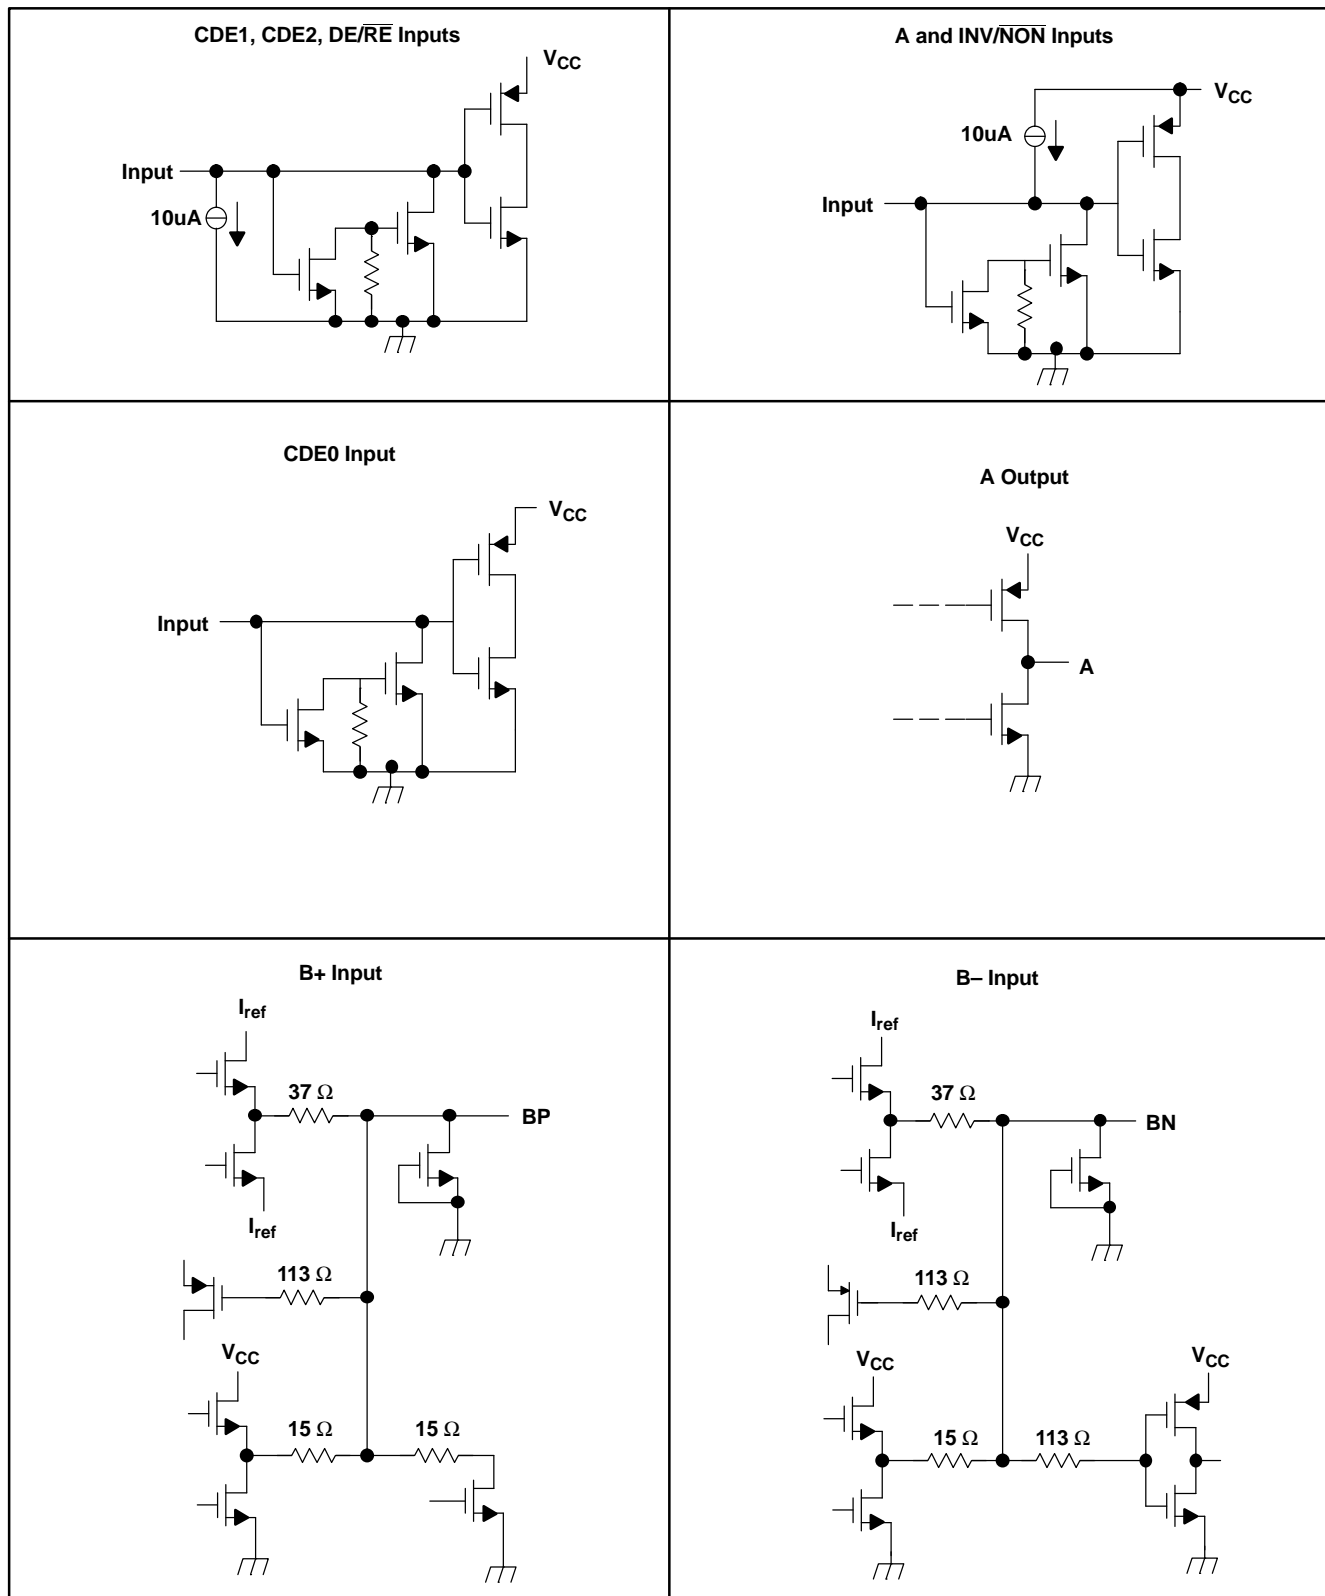 CDE1, CDE2, DE/R̅E̅ Inputs
VCC
Input
10uA
A and INV/N̅O̅N̅ Inputs
VCC
10uA
Input
CDE0 Input
VCC
Input
A Output
VCC
A
B+ Input
Iref
37 Ω
BP
Iref
113 Ω
VCC
15 Ω
15 Ω
B– Input
Iref
37 Ω
BN
Iref
113 Ω
VCC
VCC
15 Ω
113 Ω